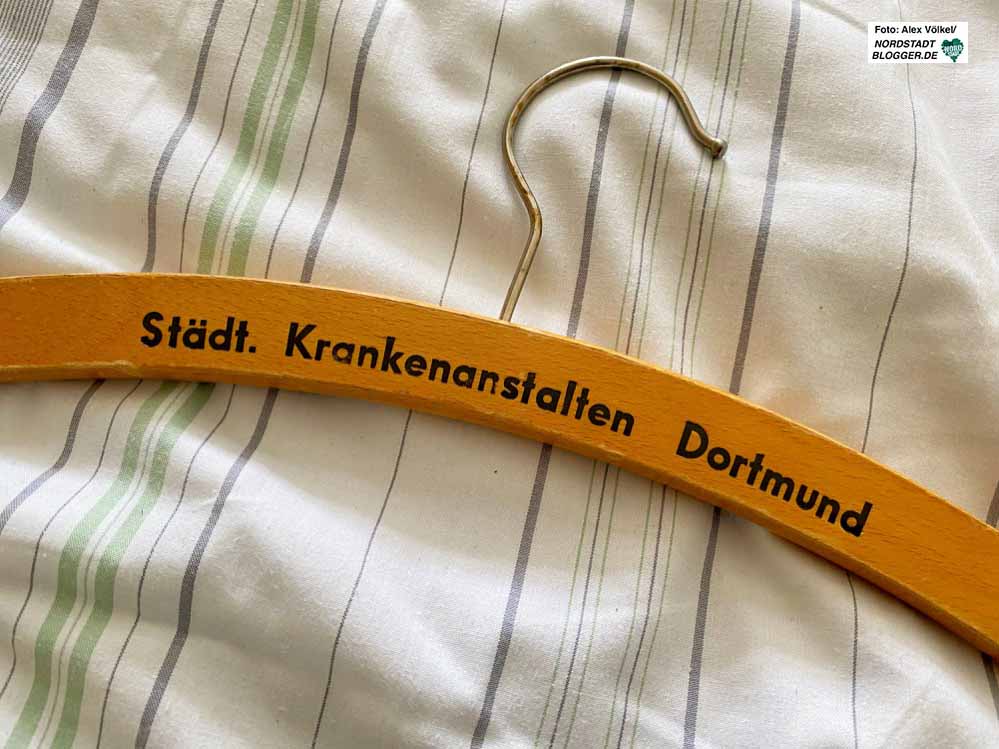 Foto: Alex Völkel/
NORDSTADT
BLOGGER.DE
Städt. Krankenanstalten Dortmund